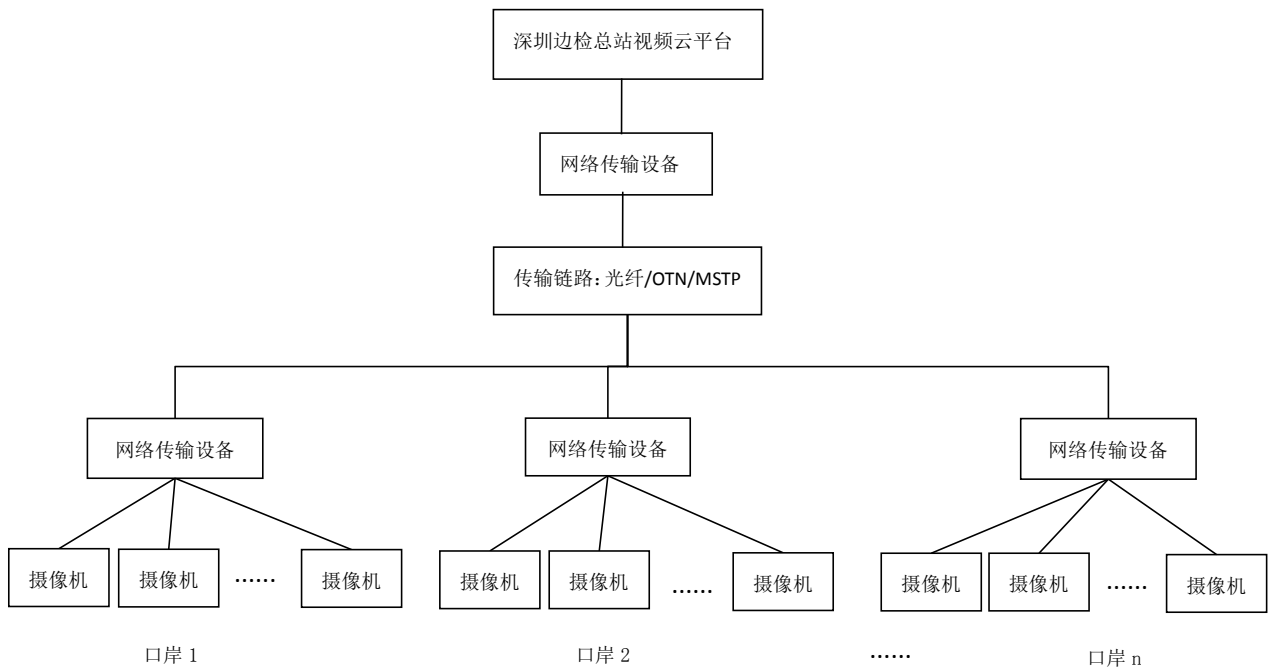 深圳边检总站视频云平台
网络传输设备
传输链路：光纤/OTN/MSTP
网络传输设备
网络传输设备
网络传输设备
摄像机
摄像机
……
摄像机
摄像机
摄像机
……
摄像机
摄像机
摄像机
……
摄像机
口岸 1
口岸 2
……
口岸 n